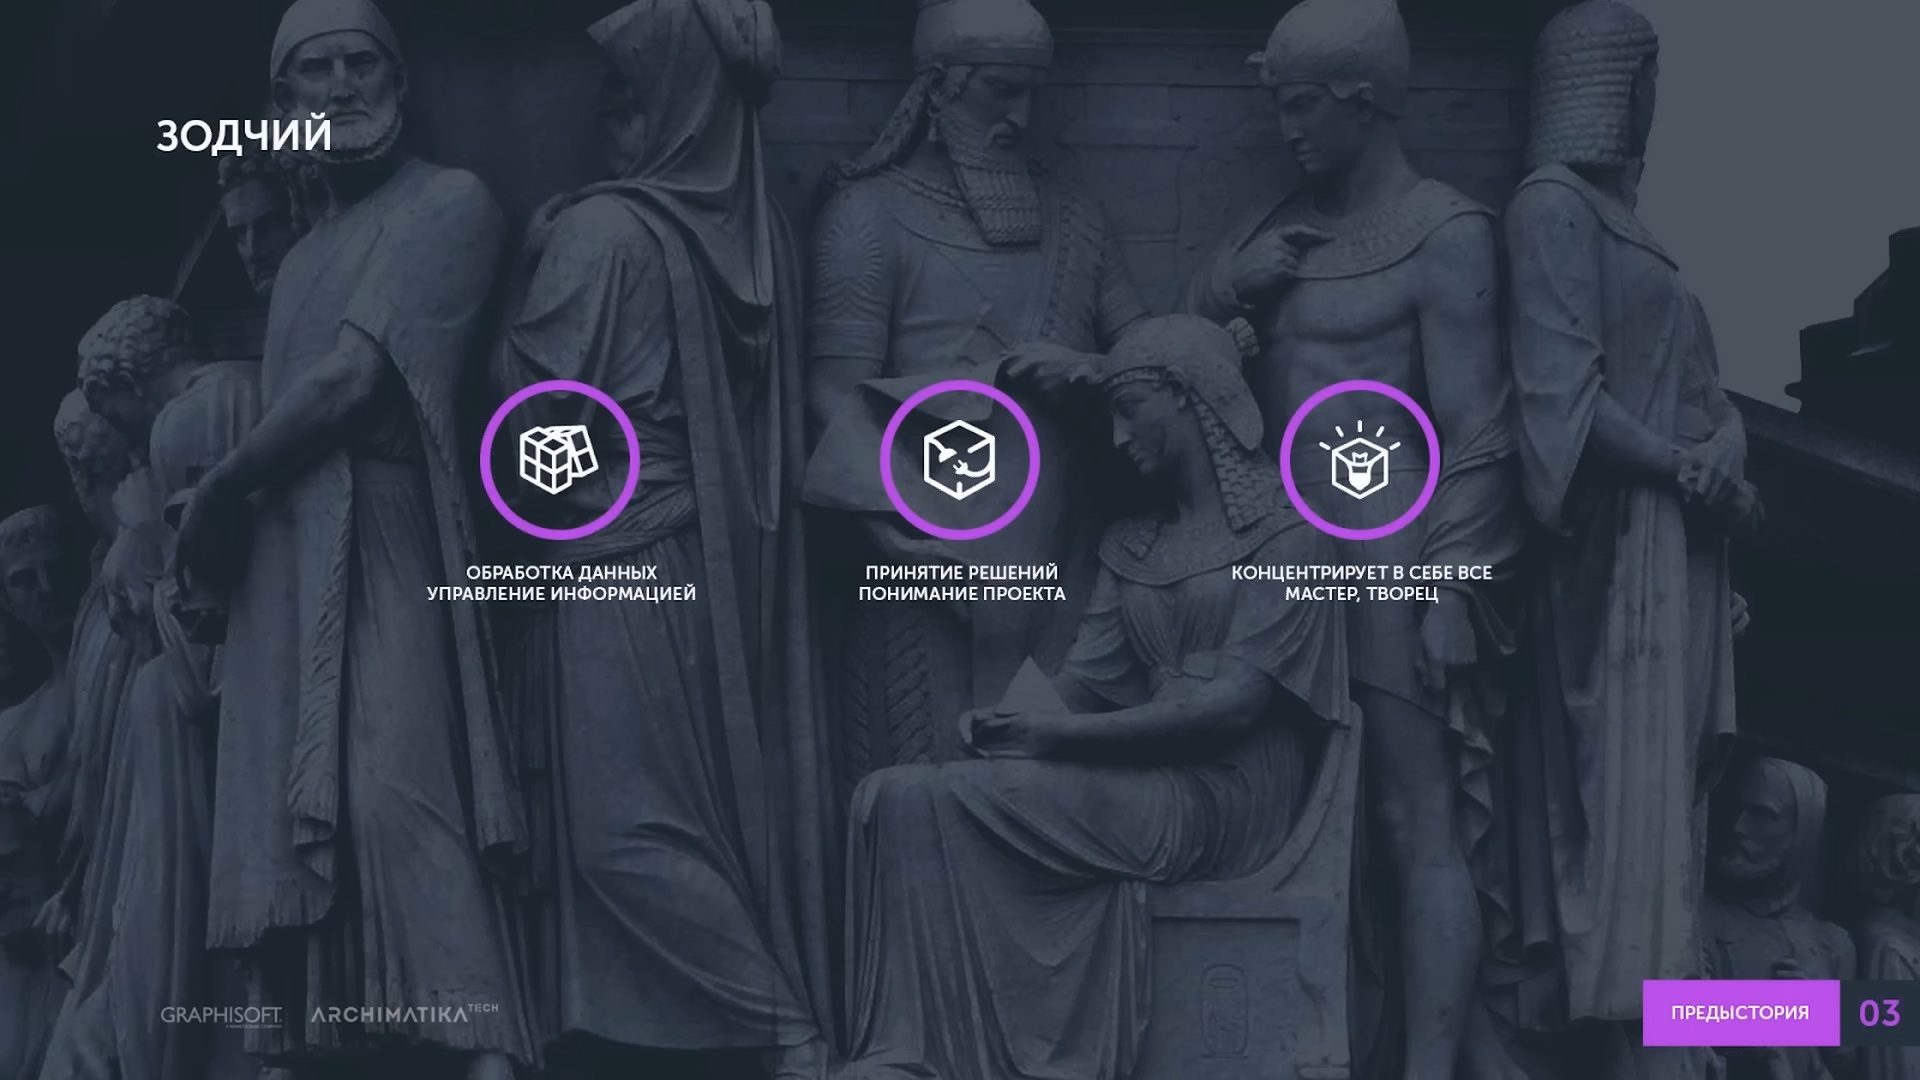 ЗОДЧИЙ
ОБРАБОТКА ДАННЫХ
УПРАВЛЕНИЕ ИНФОРМАЦИЕЙ
ПРИНЯТИЕ РЕШЕНИЙ
ПОНИМАНИЕ ПРОЕКТА
КОНЦЕНТРИРУЕТ В СЕБЕ ВСЕ
МАСТЕР, ТВОРЕЦ
GRAPHISOFT.
ARCHIMATIKA TECH
ПРЕДЫСТОРИЯ
03